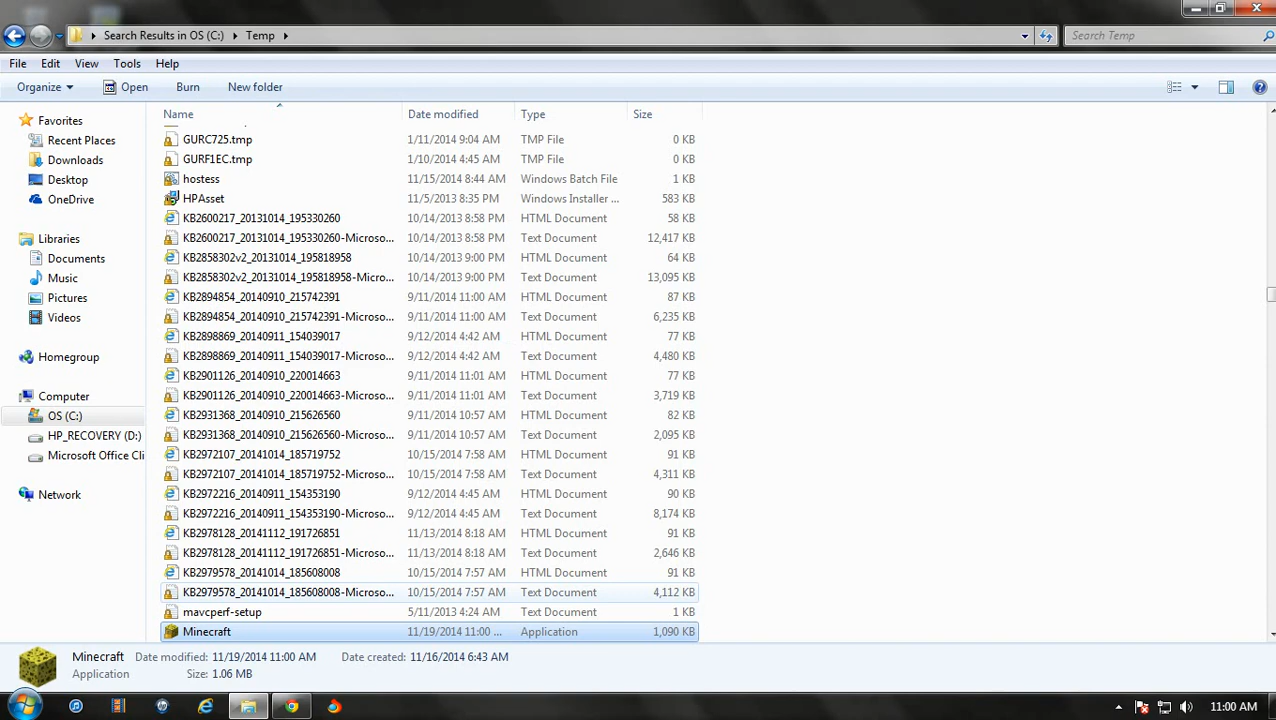 Search Results in OS (C:) Temp Search Temp
File Edit View Tools Help
Organize Open Burn New folder
Name Date modified Type Size
Favorites
Recent Places
Downloads
Desktop
OneDrive
Libraries
Documents
Music
Pictures
Videos
Homegroup
Computer
OS (C:)
HP_RECOVERY (D:)
Microsoft Office Cli
Network
GURC725.tmp 1/11/2014 9:04 AM TMP File 0 KB
GURF1EC.tmp 1/10/2014 4:45 AM TMP File 0 KB
hostess 11/15/2014 8:44 AM Windows Batch File 1 KB
HPAsset 11/5/2013 8:35 PM Windows Installer ... 583 KB
KB2600217_20131014_195330260 10/14/2013 8:58 PM HTML Document 58 KB
KB2600217_20131014_195330260-Microso... 10/14/2013 8:58 PM Text Document 12,417 KB
KB2858302v2_20131014_195818958 10/14/2013 9:00 PM HTML Document 64 KB
KB2858302v2_20131014_195818958-Micro... 10/14/2013 9:00 PM Text Document 13,095 KB
KB2894854_20140910_215742391 9/11/2014 11:00 AM HTML Document 87 KB
KB2894854_20140910_215742391-Microso... 9/11/2014 11:00 AM Text Document 6,235 KB
KB2898869_20140911_154039017 9/12/2014 4:42 AM HTML Document 77 KB
KB2898869_20140911_154039017-Microso... 9/12/2014 4:42 AM Text Document 4,480 KB
KB2901126_20140910_220014663 9/11/2014 11:01 AM HTML Document 77 KB
KB2901126_20140910_220014663-Microso... 9/11/2014 11:01 AM Text Document 3,719 KB
KB2931368_20140910_215626560 9/11/2014 10:57 AM HTML Document 82 KB
KB2931368_20140910_215626560-Microso... 9/11/2014 10:57 AM Text Document 2,095 KB
KB2972107_20141014_185719752 10/15/2014 7:58 AM HTML Document 91 KB
KB2972107_20141014_185719752-Microso... 10/15/2014 7:58 AM Text Document 4,311 KB
KB2972216_20140911_154353190 9/12/2014 4:45 AM HTML Document 90 KB
KB2972216_20140911_154353190-Microso... 9/12/2014 4:45 AM Text Document 8,174 KB
KB2978128_20141112_191726851 11/13/2014 8:18 AM HTML Document 91 KB
KB2978128_20141112_191726851-Microso... 11/13/2014 8:18 AM Text Document 2,646 KB
KB2979578_20141014_185608008 10/15/2014 7:57 AM HTML Document 91 KB
KB2979578_20141014_185608008-Microso... 10/15/2014 7:57 AM Text Document 4,112 KB
mavcperf-setup 5/11/2013 4:24 AM Text Document 1 KB
Minecraft 11/19/2014 11:00 ... Application 1,090 KB
Minecraft Date modified: 11/19/2014 11:00 AM Date created: 11/16/2014 6:43 AM
Application Size: 1.06 MB
11:00 AM